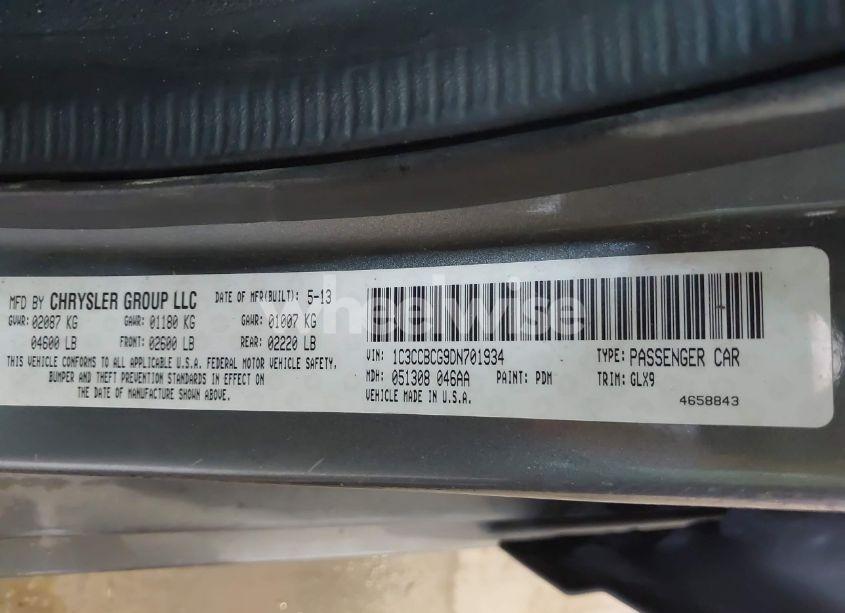 MFD BY CHRYSLER GROUP LLC DATE OF MFR(BUILT): 5-13
GVWR: 02087 KG GAWR: 01180 KG GAWR: 01007 KG
04600 LB FRONT: 02600 LB REAR: 02220 LB
THIS VEHICLE CONFORMS TO ALL APPLICABLE U.S.A. FEDERAL MOTOR VEHICLE SAFETY,
BUMPER AND THEFT PREVENTION STANDARDS IN EFFECT ON
THE DATE OF MANUFACTURE SHOWN ABOVE.
VIN: 1C3CCBCG9DN701934 TYPE: PASSENGER CAR
MDH: 051308 046AA PAINT: PDM TRIM: GLX9
VEHICLE MADE IN U.S.A. 4658843
heelwise